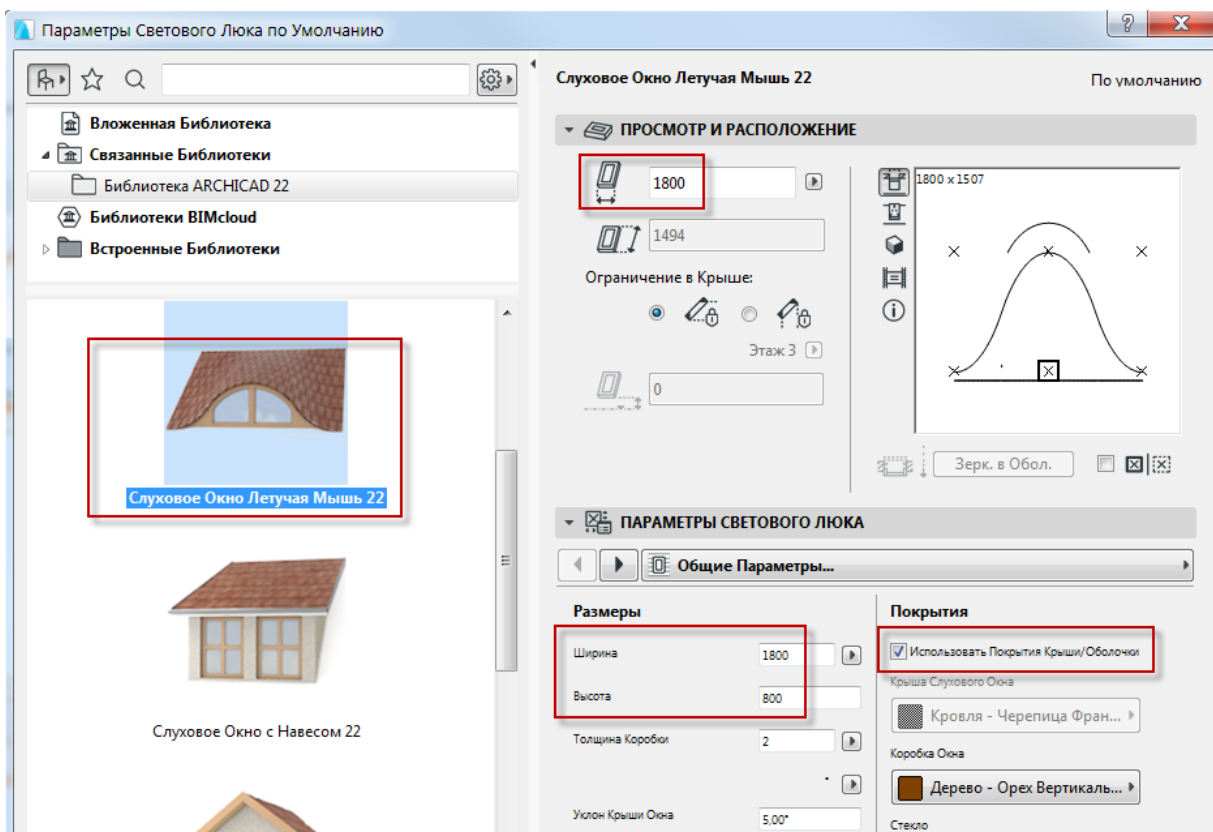 Параметры Светового Люка по Умолчанию
Вложенная Библиотека
Связанные Библиотеки
Библиотека ARCHICAD 22
Библиотеки BIMcloud
Встроенные Библиотеки
Слуховое Окно Летучая Мышь 22
Слуховое Окно с Навесом 22
Слуховое Окно Летучая Мышь 22
По умолчанию
ПРОСМОТР И РАСПОЛОЖЕНИЕ
1800
1494
Ограничение в Крыше:
Этаж 3
0
1800 x 1507
Зерк. в Обол.
ПАРАМЕТРЫ СВЕТОВОГО ЛЮКА
Общие Параметры...
Размеры
Ширина 1800
Высота 800
Толщина Коробки 2
Уклон Крыши Окна 5,00°
Покрытия
Использовать Покрытия Крыши/Оболочки
Крыша Слухового Окна
Кровля - Черепица Фран...
Коробка Окна
Дерево - Орех Вертикаль...
Стекло